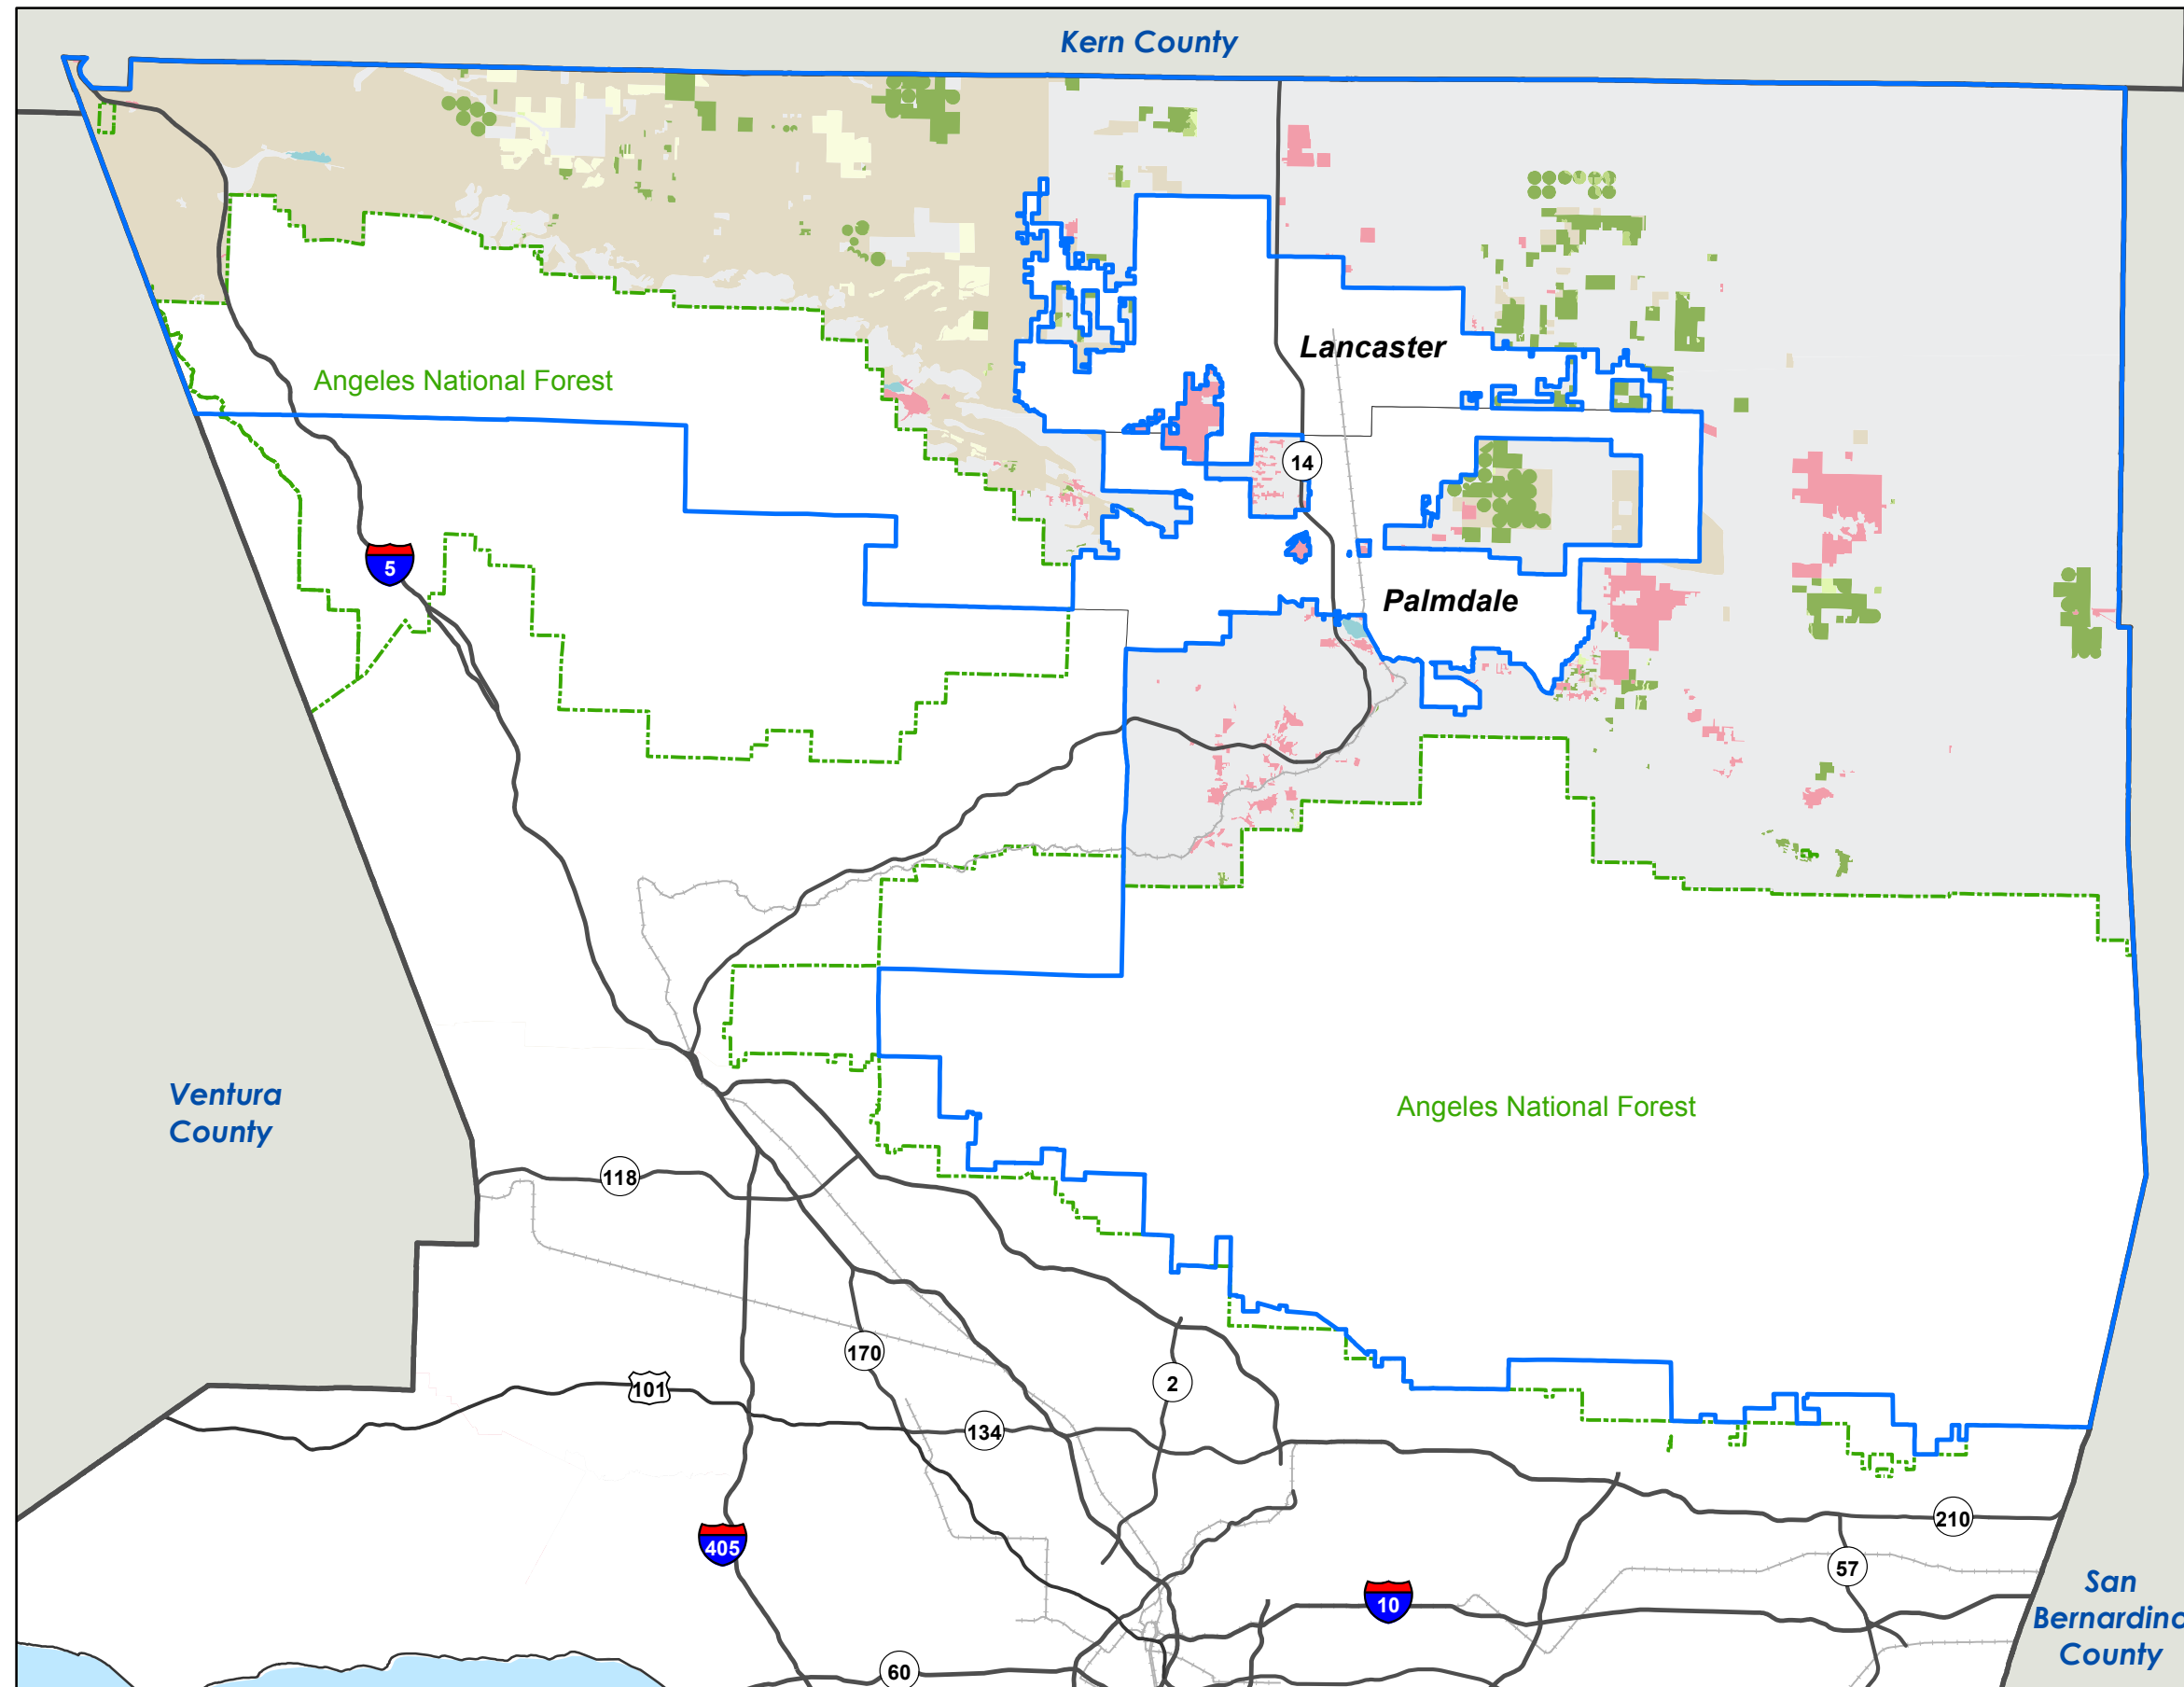 Kern County
Lancaster
Angeles National Forest
14
5
Palmdale
Ventura
County
Angeles National Forest
118
170
2
101
134
210
405
57
10
San
Bernardino
County
60